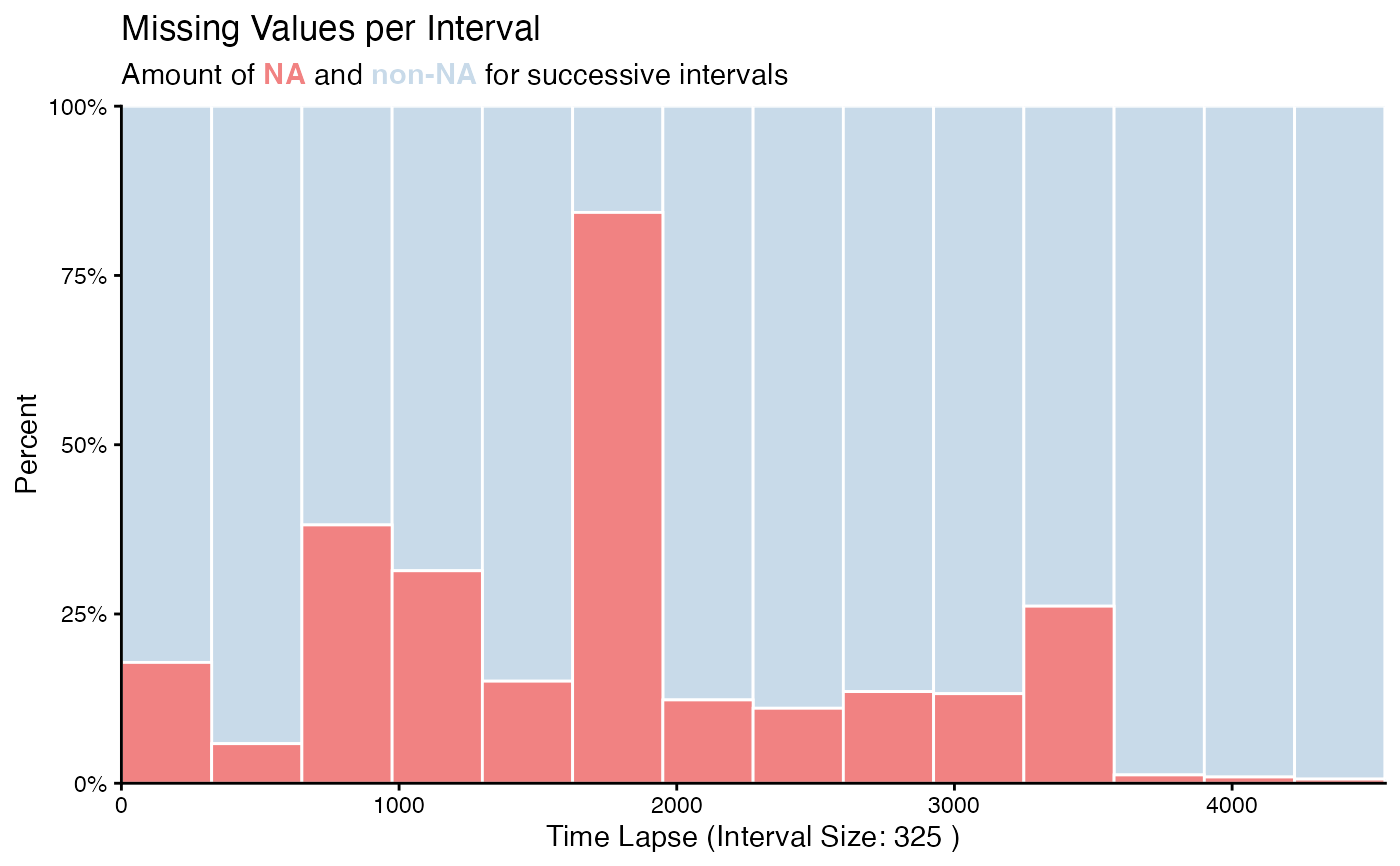 Missing Values per Interval
Amount of NA and non-NA for successive intervals
100%
75%
50%
25%
0%
Percent
0 1000 2000 3000 4000
Time Lapse (Interval Size: 325 )